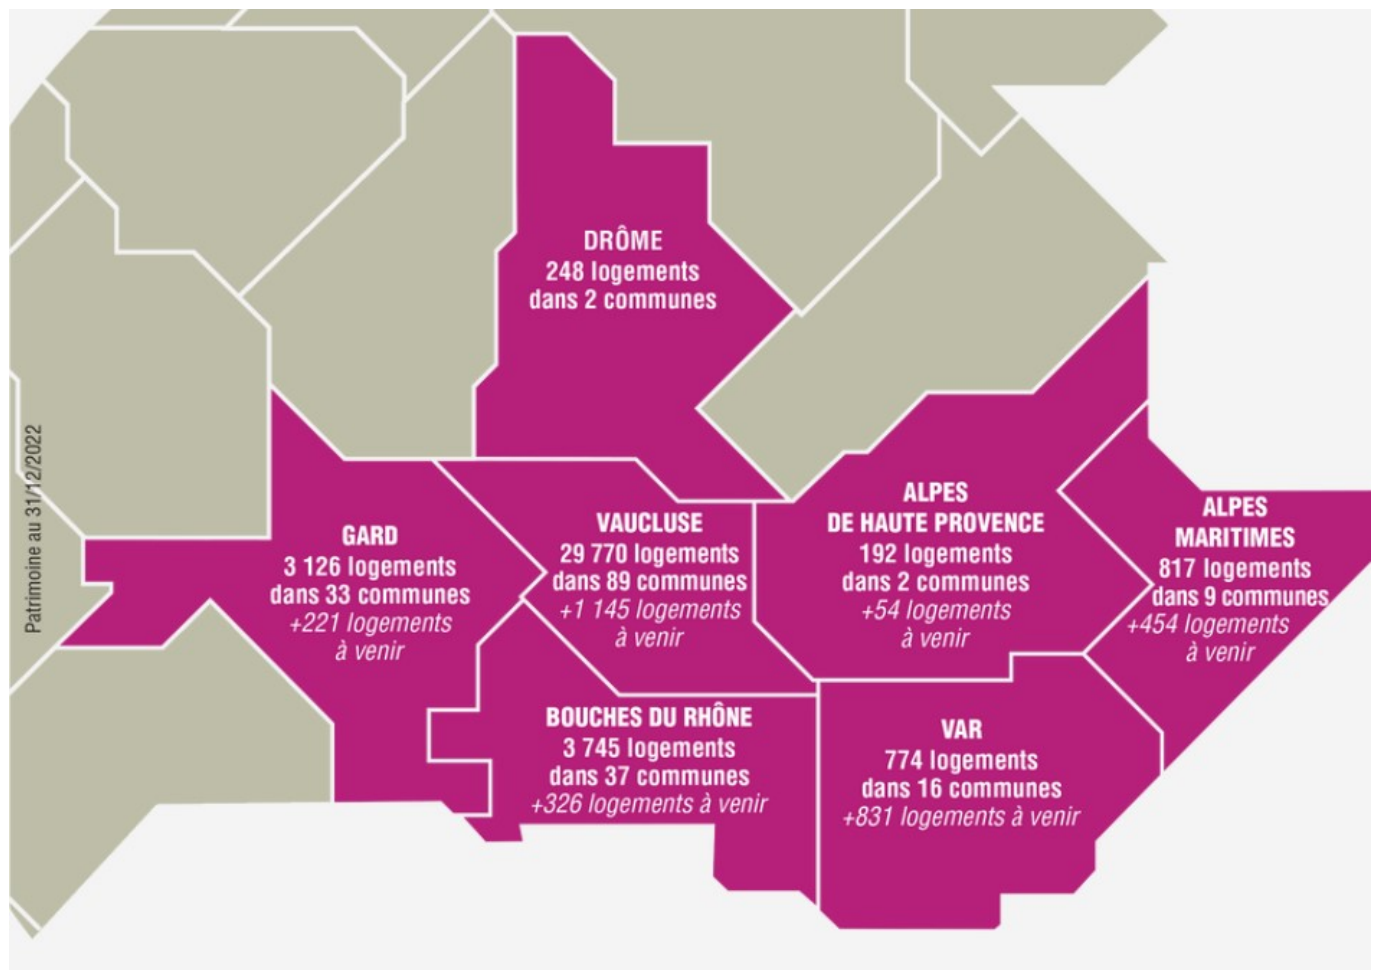 DRÔME
248 logements
dans 2 communes
GARD
3 126 logements
dans 33 communes
+221 logements
à venir
VAUCLUSE
29 770 logements
dans 89 communes
+1 145 logements
à venir
ALPES
DE HAUTE PROVENCE
192 logements
dans 2 communes
+54 logements
à venir
ALPES
MARITIMES
817 logements
dans 9 communes
+454 logements
à venir
BOUCHES DU RHÔNE
3 745 logements
dans 37 communes
+326 logements à venir
VAR
774 logements
dans 16 communes
+831 logements à venir
Patrimoine au 31/12/2022